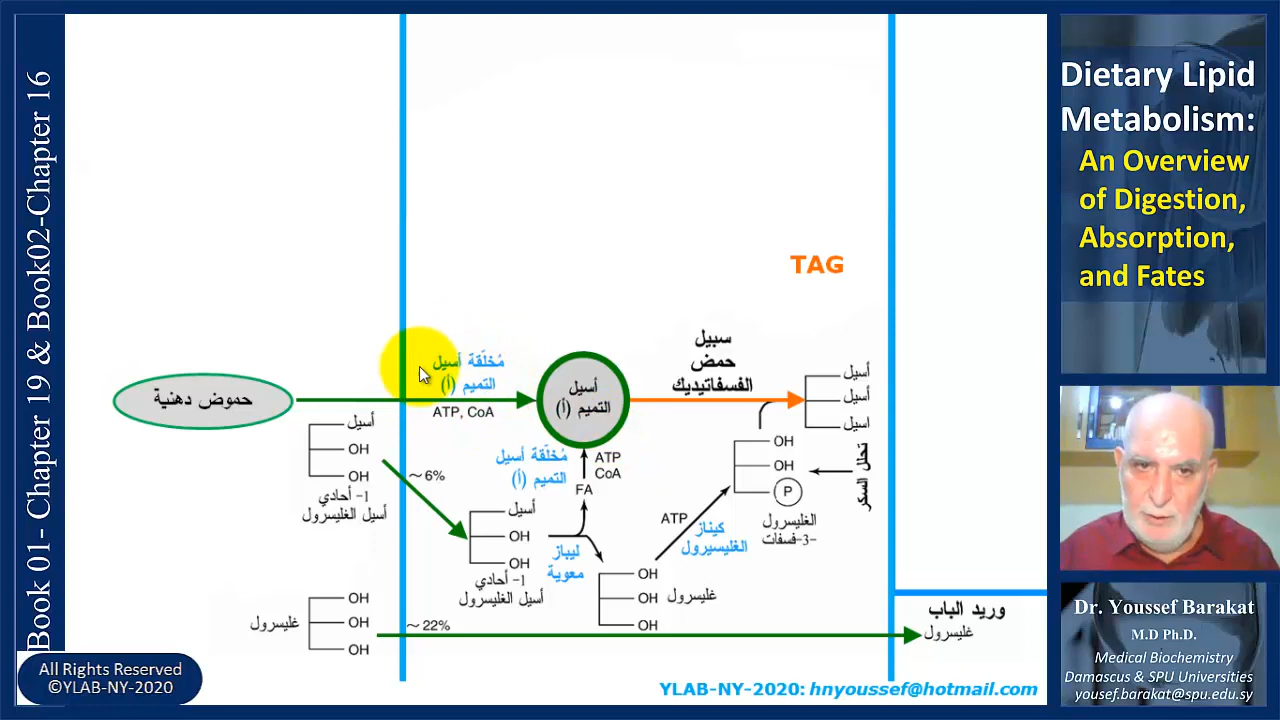 Book 01- Chapter 19 & Book02-Chapter 16
All Rights Reserved
©YLAB-NY-2020
TAG
سبيل
حمض
الفسفاتيديك
مُخلّقة أسيل
التميم (أ)
ATP, CoA
حموض دهنية
أسيل
التميم (أ)
أسيل
أسيل
اسيل
أسيل
OH
OH
1- أحادي
أسيل الغليسرول
~ 6%
مُخلّقة أسيل
التميم (أ)
ATP
CoA
FA
أسيل
OH
OH
1- أحادي
أسيل الغليسرول
ليباز
معوية
OH
OH
OH
غليسرول
ATP
كيناز
الغليسيرول
OH
OH
P
الغليسرول
-3-فسفات
تحلل السكر
غليسرول
OH
OH
OH
~ 22%
وريد الباب
غليسرول
YLAB-NY-2020: hnyoussef@hotmail.com
Dietary Lipid
Metabolism:
An Overview
of Digestion,
Absorption,
and Fates
Dr. Youssef Barakat
M.D Ph.D.
Medical Biochemistry
Damascus & SPU Universities
yousef.barakat@spu.edu.sy